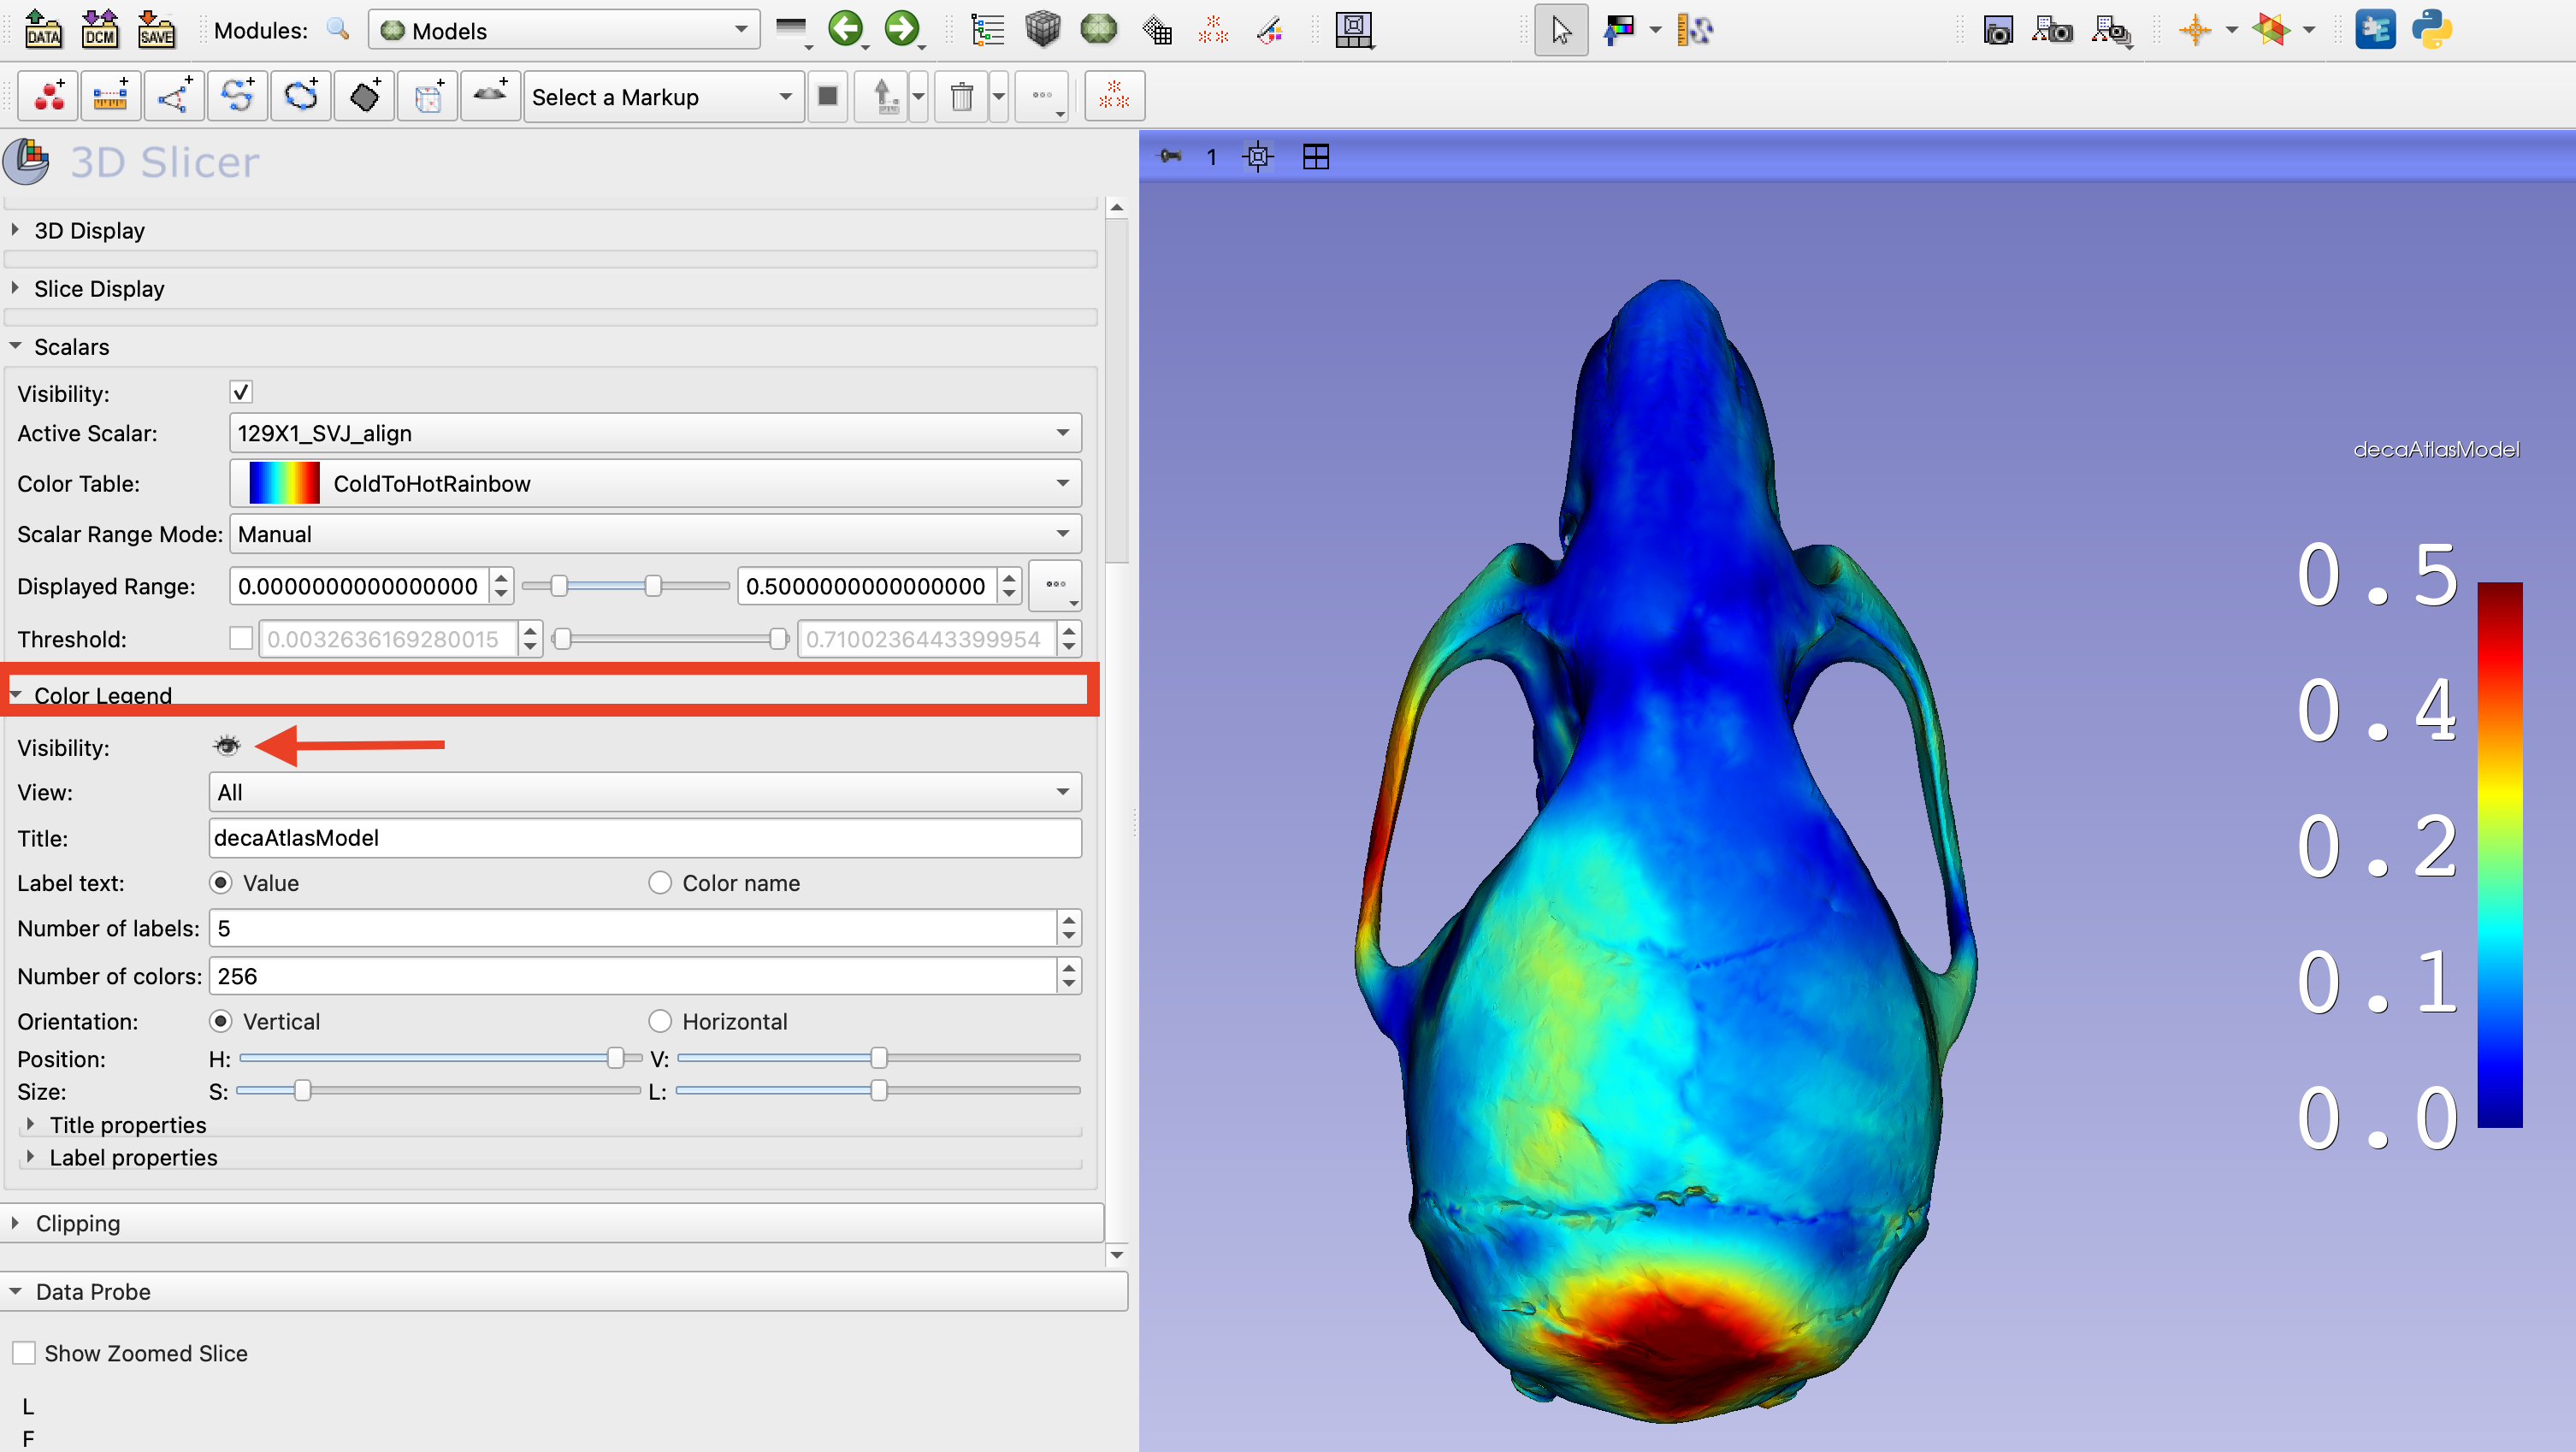 DATA DCM SAVE Modules: Models
Select a Markup
3D Slicer
1
3D Display
Slice Display
Scalars
Visibility:
Active Scalar: 129X1_SVJ_align
Color Table: ColdToHotRainbow
Scalar Range Mode: Manual
Displayed Range: 0.0000000000000000 0.5000000000000000
Threshold: 0.0032636169280015 0.7100236443399954
Color Legend
Visibility:
View: All
Title: decaAtlasModel
Label text: Value Color name
Number of labels: 5
Number of colors: 256
Orientation: Vertical Horizontal
Position: H: V:
Size: S: L:
Title properties
Label properties
Clipping
Data Probe
Show Zoomed Slice
L
F
decaAtlasModel
0.5
0.4
0.2
0.1
0.0